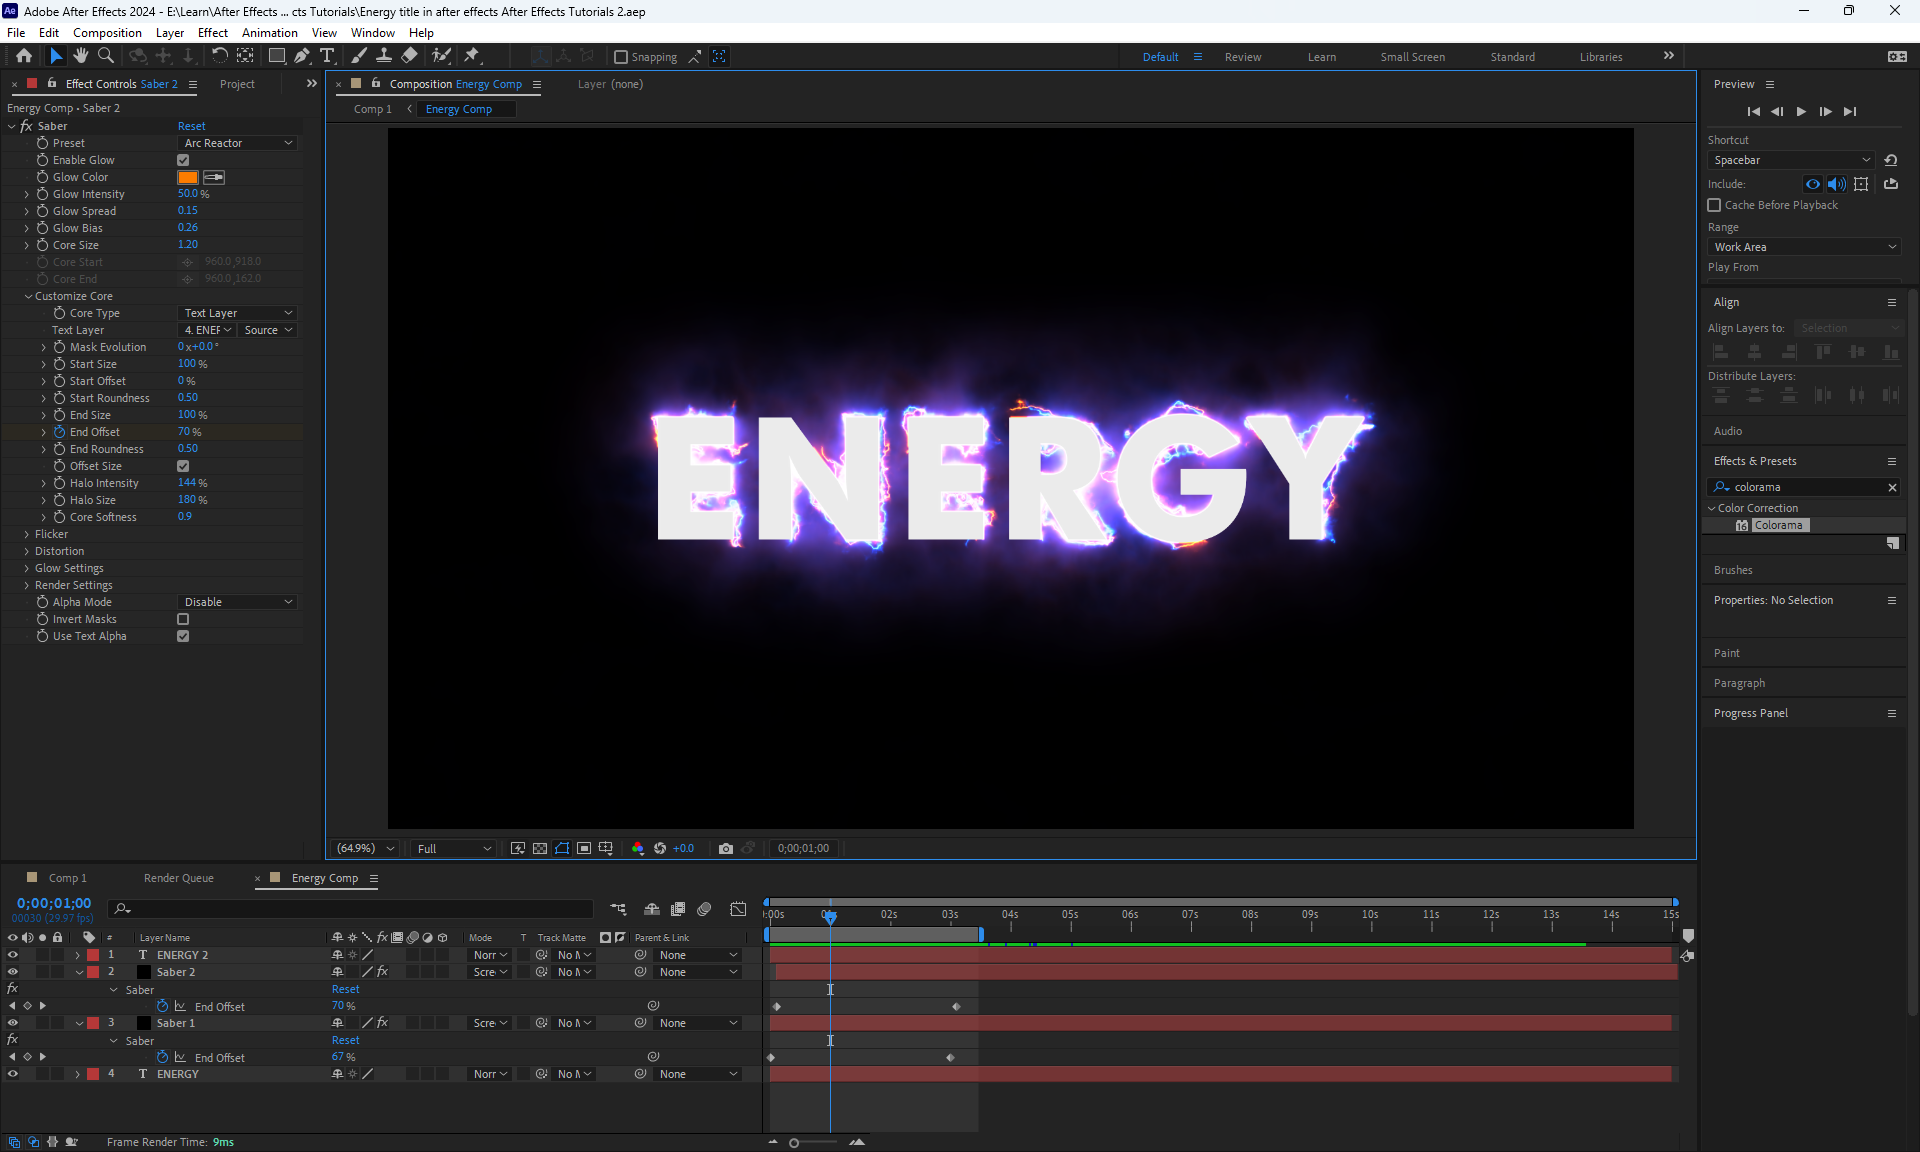 Adobe After Effects 2024 - E:\Learn\After Effects ... cts Tutorials\Energy title in after effects After Effects Tutorials 2.aep
File Edit Composition Layer Effect Animation View Window Help
Snapping
Default Review Learn Small Screen Standard Libraries
Effect Controls Saber 2
Project
Energy Comp • Saber 2
fx Saber Reset
Preset Arc Reactor
Enable Glow
Glow Color
Glow Intensity 50.0 %
Glow Spread 0.15
Glow Bias 0.26
Core Size 1.20
Core Start 960.0,918.0
Core End 960.0,162.0
Customize Core
Core Type Text Layer
Text Layer 4. ENER Source
Mask Evolution 0x+0.0°
Start Size 100 %
Start Offset 0 %
Start Roundness 0.50
End Size 100 %
End Offset 70 %
End Roundness 0.50
Offset Size
Halo Intensity 144 %
Halo Size 180 %
Core Softness 0.9
Flicker
Distortion
Glow Settings
Render Settings
Alpha Mode Disable
Invert Masks
Use Text Alpha
Composition Energy Comp
Layer (none)
Comp 1 Energy Comp
ENERGY
(64.9%) Full +0.0 0;00;01;00
Preview
Shortcut
Spacebar
Include:
Cache Before Playback
Range
Work Area
Play From
Align
Align Layers to: Selection
Distribute Layers:
Audio
Effects & Presets
colorama
Color Correction
16 Colorama
Brushes
Properties: No Selection
Paint
Paragraph
Progress Panel
Comp 1 Render Queue Energy Comp
0;00;01;00
00030 (29.97 fps)
:00s 02s 03s 04s 05s 06s 07s 08s 09s 10s 11s 12s 13s 14s 15s
# Layer Name fx Mode T Track Matte Parent & Link
1 T ENERGY 2 Norr No M None
2 Saber 2 fx Scre No M None
fx Saber Reset
End Offset 70 %
3 Saber 1 fx Scre No M None
fx Saber Reset
End Offset 67 %
4 T ENERGY Norr No M None
Frame Render Time: 9ms